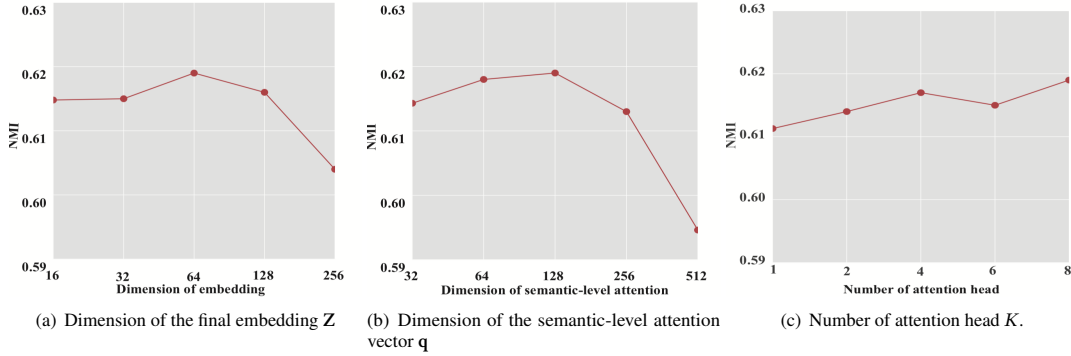 0.63
0.62
0.61
0.60
0.59
NMI
16 32 64 128 256
Dimension of embedding
(a) Dimension of the final embedding Z
0.63
0.62
0.61
0.60
0.59
NMI
32 64 128 256 512
Dimension of semantic-level attention
(b) Dimension of the semantic-level attention
vector q
0.63
0.62
0.61
0.60
0.59
NMI
1 2 4 6 8
Number of attention head
(c) Number of attention head K.